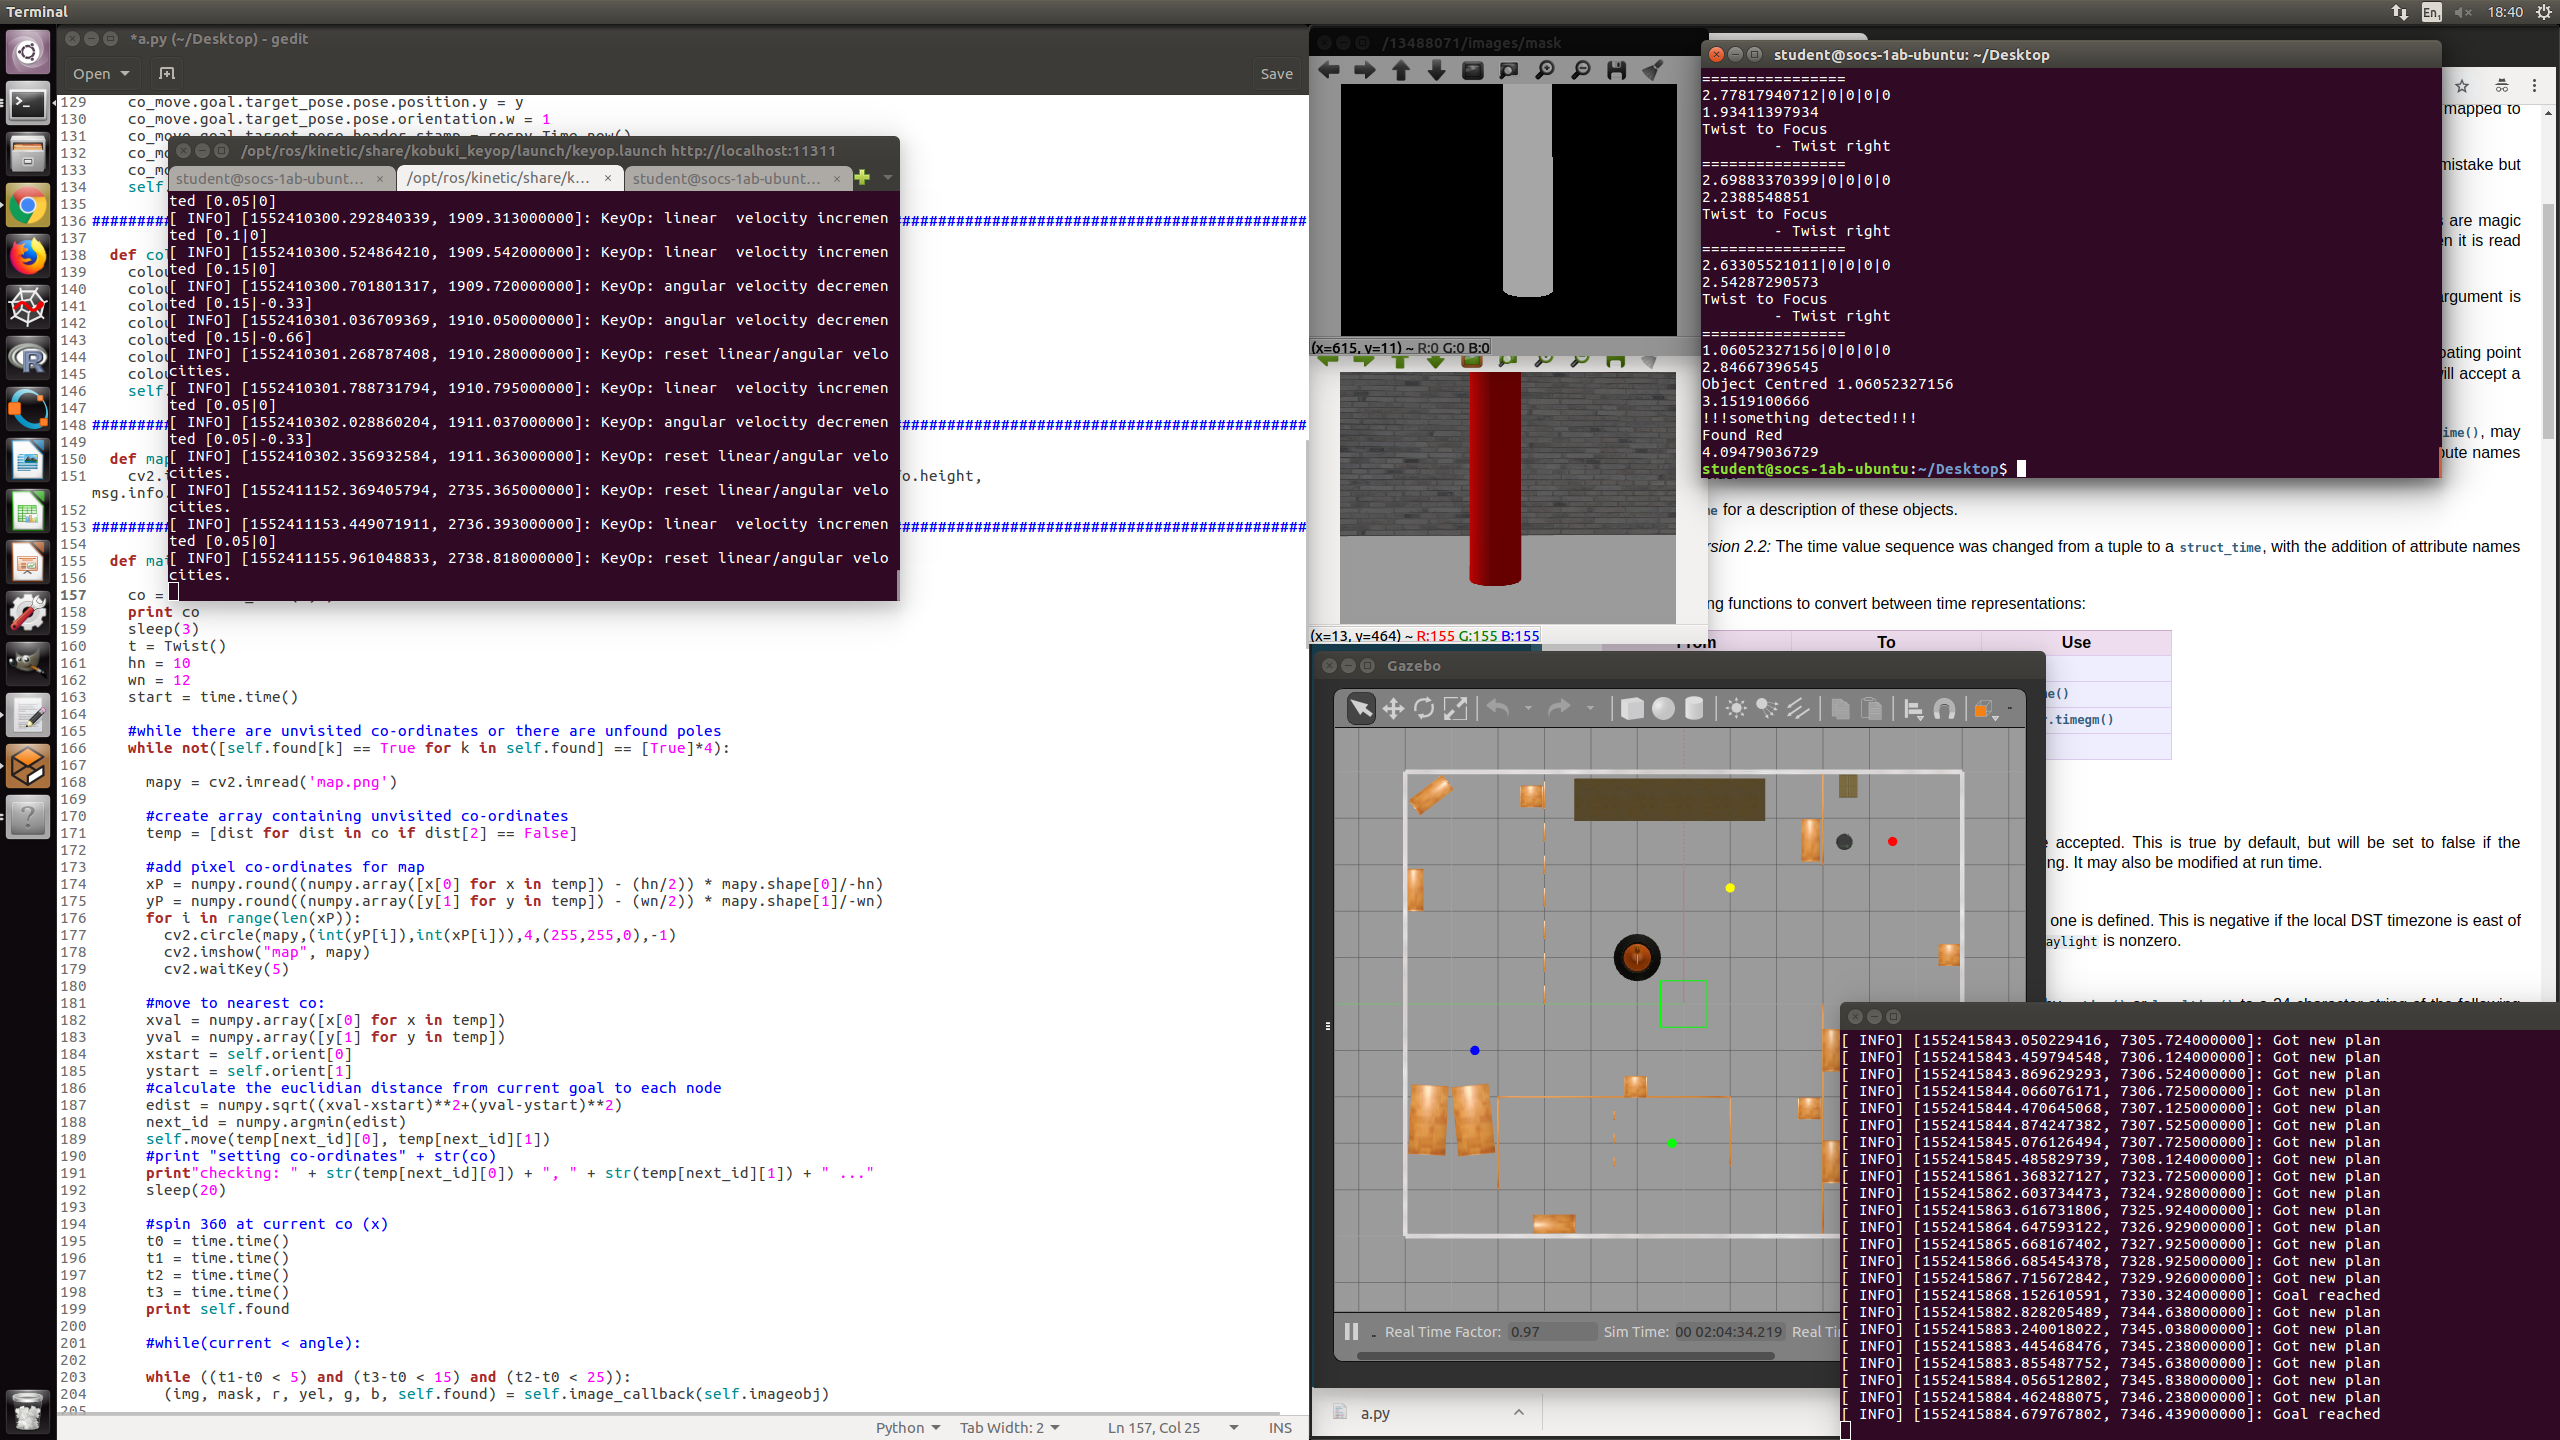 Terminal
En1
18:40
*a.py (~/Desktop) - gedit
Open
Save
129 co_move.goal.target_pose.pose.position.y = y
130 co_move.goal.target_pose.pose.orientation.w = 1
131 co_move.goal.target_pose.header.stamp = rospy.Time.now()
132 co_m
133 co_m
134 self.
135
136 ####################
137
138 def col
139 colou
140 colou
141 colou
142 colou
143 colou
144 colou
145 colou
146 self.
147
148 ####################
149
150 def map
151 cv2.i o.height,
msg.info.
152
153 ####################
154
155 def mai
156
157 co =
158 print co
159 sleep(3)
160 t = Twist()
161 hn = 10
162 wn = 12
163 start = time.time()
164
165 #while there are unvisited co-ordinates or there are unfound poles
166 while not([self.found[k] == True for k in self.found] == [True]*4):
167
168 mapy = cv2.imread('map.png')
169
170 #create array containing unvisited co-ordinates
171 temp = [dist for dist in co if dist[2] == False]
172
173 #add pixel co-ordinates for map
174 xP = numpy.round((numpy.array([x[0] for x in temp]) - (hn/2)) * mapy.shape[0]/-hn)
175 yP = numpy.round((numpy.array([y[1] for y in temp]) - (wn/2)) * mapy.shape[1]/-wn)
176 for i in range(len(xP)):
177 cv2.circle(mapy,(int(yP[i]),int(xP[i])),4,(255,255,0),-1)
178 cv2.imshow("map", mapy)
179 cv2.waitKey(5)
180
181 #move to nearest co:
182 xval = numpy.array([x[0] for x in temp])
183 yval = numpy.array([y[1] for y in temp])
184 xstart = self.orient[0]
185 ystart = self.orient[1]
186 #calculate the euclidian distance from current goal to each node
187 edist = numpy.sqrt((xval-xstart)**2+(yval-ystart)**2)
188 next_id = numpy.argmin(edist)
189 self.move(temp[next_id][0], temp[next_id][1])
190 #print "setting co-ordinates" + str(co)
191 print"checking: " + str(temp[next_id][0]) + ", " + str(temp[next_id][1]) + " ..."
192 sleep(20)
193
194 #spin 360 at current co (x)
195 t0 = time.time()
196 t1 = time.time()
197 t2 = time.time()
198 t3 = time.time()
199 print self.found
200
201 #while(current < angle):
202
203 while ((t1-t0 < 5) and (t3-t0 < 15) and (t2-t0 < 25)):
204 (img, mask, r, yel, g, b, self.found) = self.image_callback(self.imageobj)
205
Python Tab Width: 2 Ln 157, Col 25 INS
/opt/ros/kinetic/share/kobuki_keyop/launch/keyop.launch http://localhost:11311
student@socs-1ab-ubunt... × /opt/ros/kinetic/share/k... × student@socs-1ab-ubunt... ×
ted [0.05|0]
[ INFO] [1552410300.292840339, 1909.313000000]: KeyOp: linear  velocity incremen
ted [0.1|0]
[ INFO] [1552410300.524864210, 1909.542000000]: KeyOp: linear  velocity incremen
ted [0.15|0]
[ INFO] [1552410300.701801317, 1909.720000000]: KeyOp: angular velocity decremen
ted [0.15|-0.33]
[ INFO] [1552410301.036709369, 1910.050000000]: KeyOp: angular velocity decremen
ted [0.15|-0.66]
[ INFO] [1552410301.268787408, 1910.280000000]: KeyOp: reset linear/angular velo
cities.
[ INFO] [1552410301.788731794, 1910.795000000]: KeyOp: linear  velocity incremen
ted [0.05|0]
[ INFO] [1552410302.028860204, 1911.037000000]: KeyOp: angular velocity decremen
ted [0.05|-0.33]
[ INFO] [1552410302.356932584, 1911.363000000]: KeyOp: reset linear/angular velo
cities.
[ INFO] [1552411152.369405794, 2735.365000000]: KeyOp: reset linear/angular velo
cities.
[ INFO] [1552411153.449071911, 2736.393000000]: KeyOp: linear  velocity incremen
ted [0.05|0]
[ INFO] [1552411155.961048833, 2738.818000000]: KeyOp: reset linear/angular velo
cities.
/13488071/images/mask
(x=615, y=11) ~ R:0 G:0 B:0
(x=13, y=464) ~ R:155 G:155 B:155
student@socs-1ab-ubuntu: ~/Desktop
================
2.77817940712|0|0|0|0
1.93411397934
Twist to Focus
- Twist right
================
2.69883370399|0|0|0|0
2.2388548851
Twist to Focus
- Twist right
================
2.63305521011|0|0|0|0
2.54287290573
Twist to Focus
- Twist right
================
1.06052327156|0|0|0|0
2.84667396545
Object Centred 1.06052327156
3.1519100666
!!!something detected!!!
Found Red
4.09479036729
student@socs-1ab-ubuntu:~/Desktop$
mapped to
mistake but
s are magic
en it is read
argument is
oating point
ill accept a
ime(), may
bute names
for a description of these objects.
rsion 2.2: The time value sequence was changed from a tuple to a struct_time, with the addition of attribute names
ng functions to convert between time representations:
From To Use
e()
r.timegm()
e accepted. This is true by default, but will be set to false if the
ng. It may also be modified at run time.
one is defined. This is negative if the local DST timezone is east of
aylight is nonzero.
Gazebo
Real Time Factor: 0.97 Sim Time: 00 02:04:34.219 Real Ti
a.py
[ INFO] [1552415843.050229416, 7305.724000000]: Got new plan
[ INFO] [1552415843.459794548, 7306.124000000]: Got new plan
[ INFO] [1552415843.869629293, 7306.524000000]: Got new plan
[ INFO] [1552415844.066076171, 7306.725000000]: Got new plan
[ INFO] [1552415844.470645068, 7307.125000000]: Got new plan
[ INFO] [1552415844.874247382, 7307.525000000]: Got new plan
[ INFO] [1552415845.076126494, 7307.725000000]: Got new plan
[ INFO] [1552415845.485829739, 7308.124000000]: Got new plan
[ INFO] [1552415861.368327127, 7323.725000000]: Got new plan
[ INFO] [1552415862.603734473, 7324.928000000]: Got new plan
[ INFO] [1552415863.616731806, 7325.924000000]: Got new plan
[ INFO] [1552415864.647593122, 7326.929000000]: Got new plan
[ INFO] [1552415865.668167402, 7327.925000000]: Got new plan
[ INFO] [1552415866.685454378, 7328.925000000]: Got new plan
[ INFO] [1552415867.715672842, 7329.926000000]: Got new plan
[ INFO] [1552415868.152610591, 7330.324000000]: Goal reached
[ INFO] [1552415882.828205489, 7344.638000000]: Got new plan
[ INFO] [1552415883.240018022, 7345.038000000]: Got new plan
[ INFO] [1552415883.445468476, 7345.238000000]: Got new plan
[ INFO] [1552415883.855487752, 7345.638000000]: Got new plan
[ INFO] [1552415884.056512802, 7345.838000000]: Got new plan
[ INFO] [1552415884.462488075, 7346.238000000]: Got new plan
[ INFO] [1552415884.679767802, 7346.439000000]: Goal reached